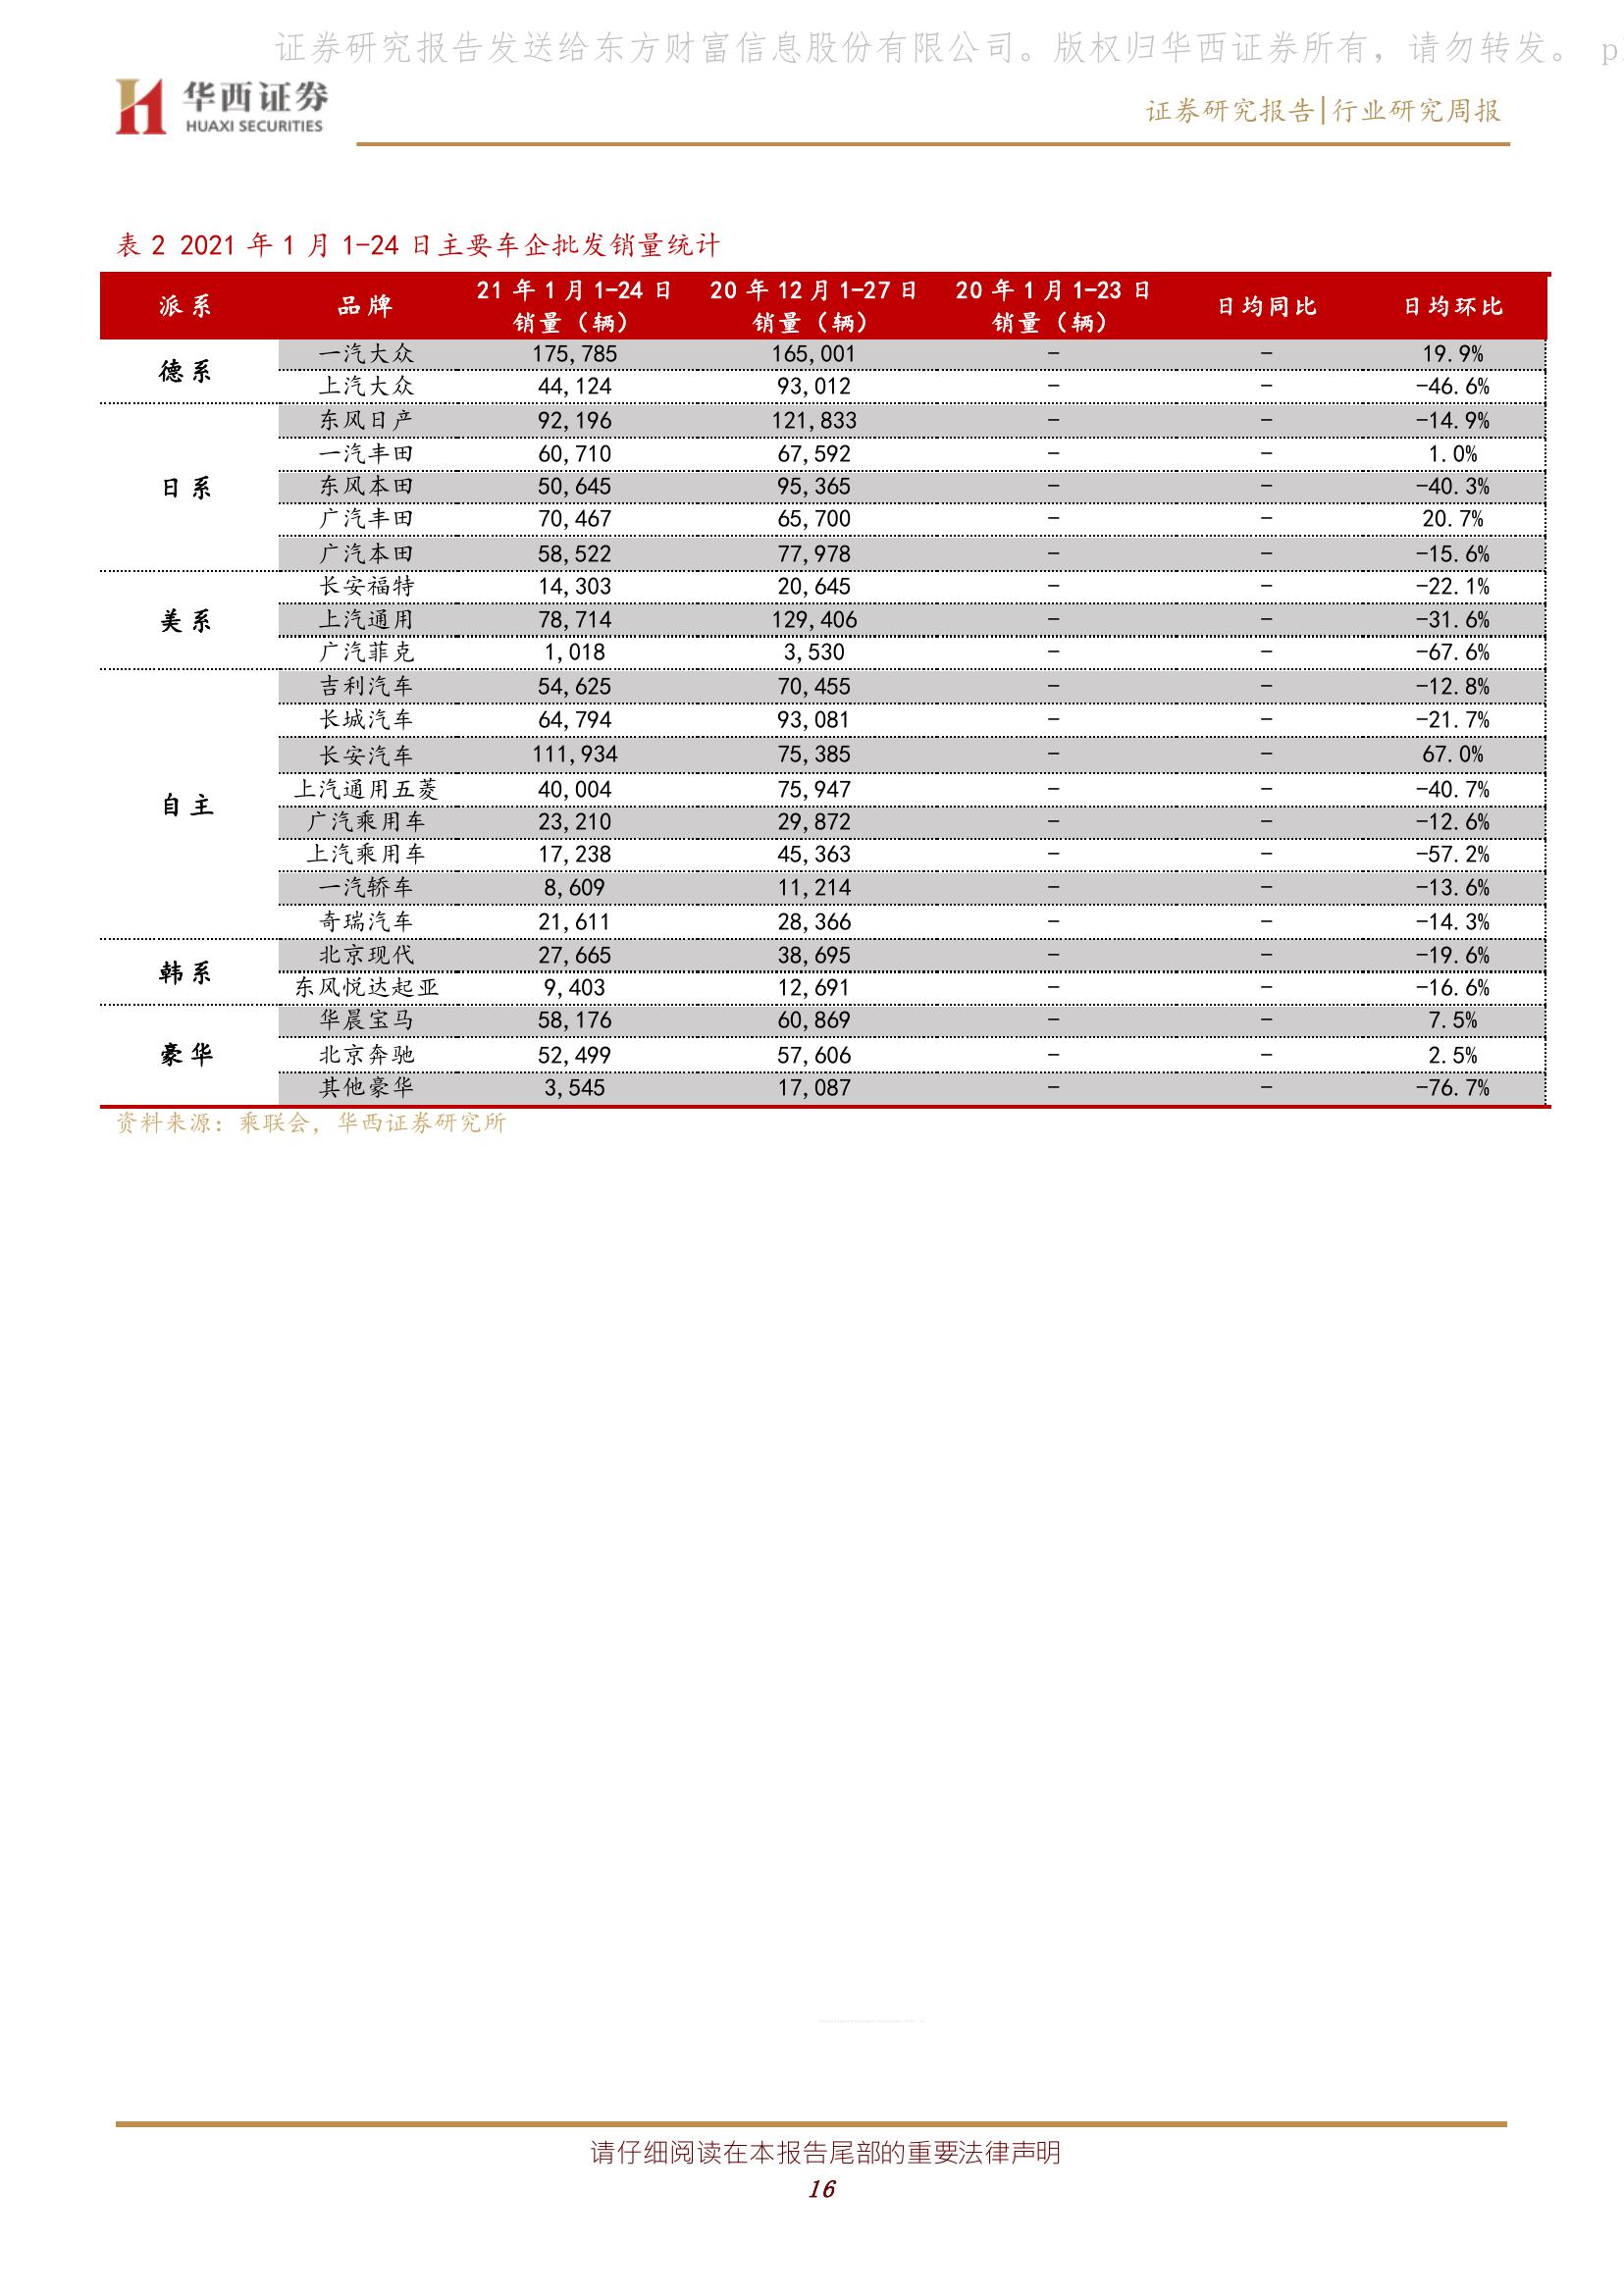 证券研究报告发送给东方财富信息股份有限公司。版权归华西证券所有，请勿转发。 p
华西证券
HUAXI SECURITIES
证券研究报告|行业研究周报
表 2 2021 年 1 月 1-24 日主要车企批发销量统计
派系 品牌 21 年 1 月 1-24 日销量（辆） 20 年 12 月 1-27 日销量（辆） 20 年 1 月 1-23 日销量（辆） 日均同比 日均环比
德系 一汽大众 175,785 165,001 - - 19.9%
上汽大众 44,124 93,012 - - -46.6%
日系 东风日产 92,196 121,833 - - -14.9%
一汽丰田 60,710 67,592 - - 1.0%
东风本田 50,645 95,365 - - -40.3%
广汽丰田 70,467 65,700 - - 20.7%
广汽本田 58,522 77,978 - - -15.6%
美系 长安福特 14,303 20,645 - - -22.1%
上汽通用 78,714 129,406 - - -31.6%
广汽菲克 1,018 3,530 - - -67.6%
自主 吉利汽车 54,625 70,455 - - -12.8%
长城汽车 64,794 93,081 - - -21.7%
长安汽车 111,934 75,385 - - 67.0%
上汽通用五菱 40,004 75,947 - - -40.7%
广汽乘用车 23,210 29,872 - - -12.6%
上汽乘用车 17,238 45,363 - - -57.2%
一汽轿车 8,609 11,214 - - -13.6%
奇瑞汽车 21,611 28,366 - - -14.3%
韩系 北京现代 27,665 38,695 - - -19.6%
东风悦达起亚 9,403 12,691 - - -16.6%
豪华 华晨宝马 58,176 60,869 - - 7.5%
北京奔驰 52,499 57,606 - - 2.5%
其他豪华 3,545 17,087 - - -76.7%
资料来源：乘联会，华西证券研究所
请仔细阅读在本报告尾部的重要法律声明
16